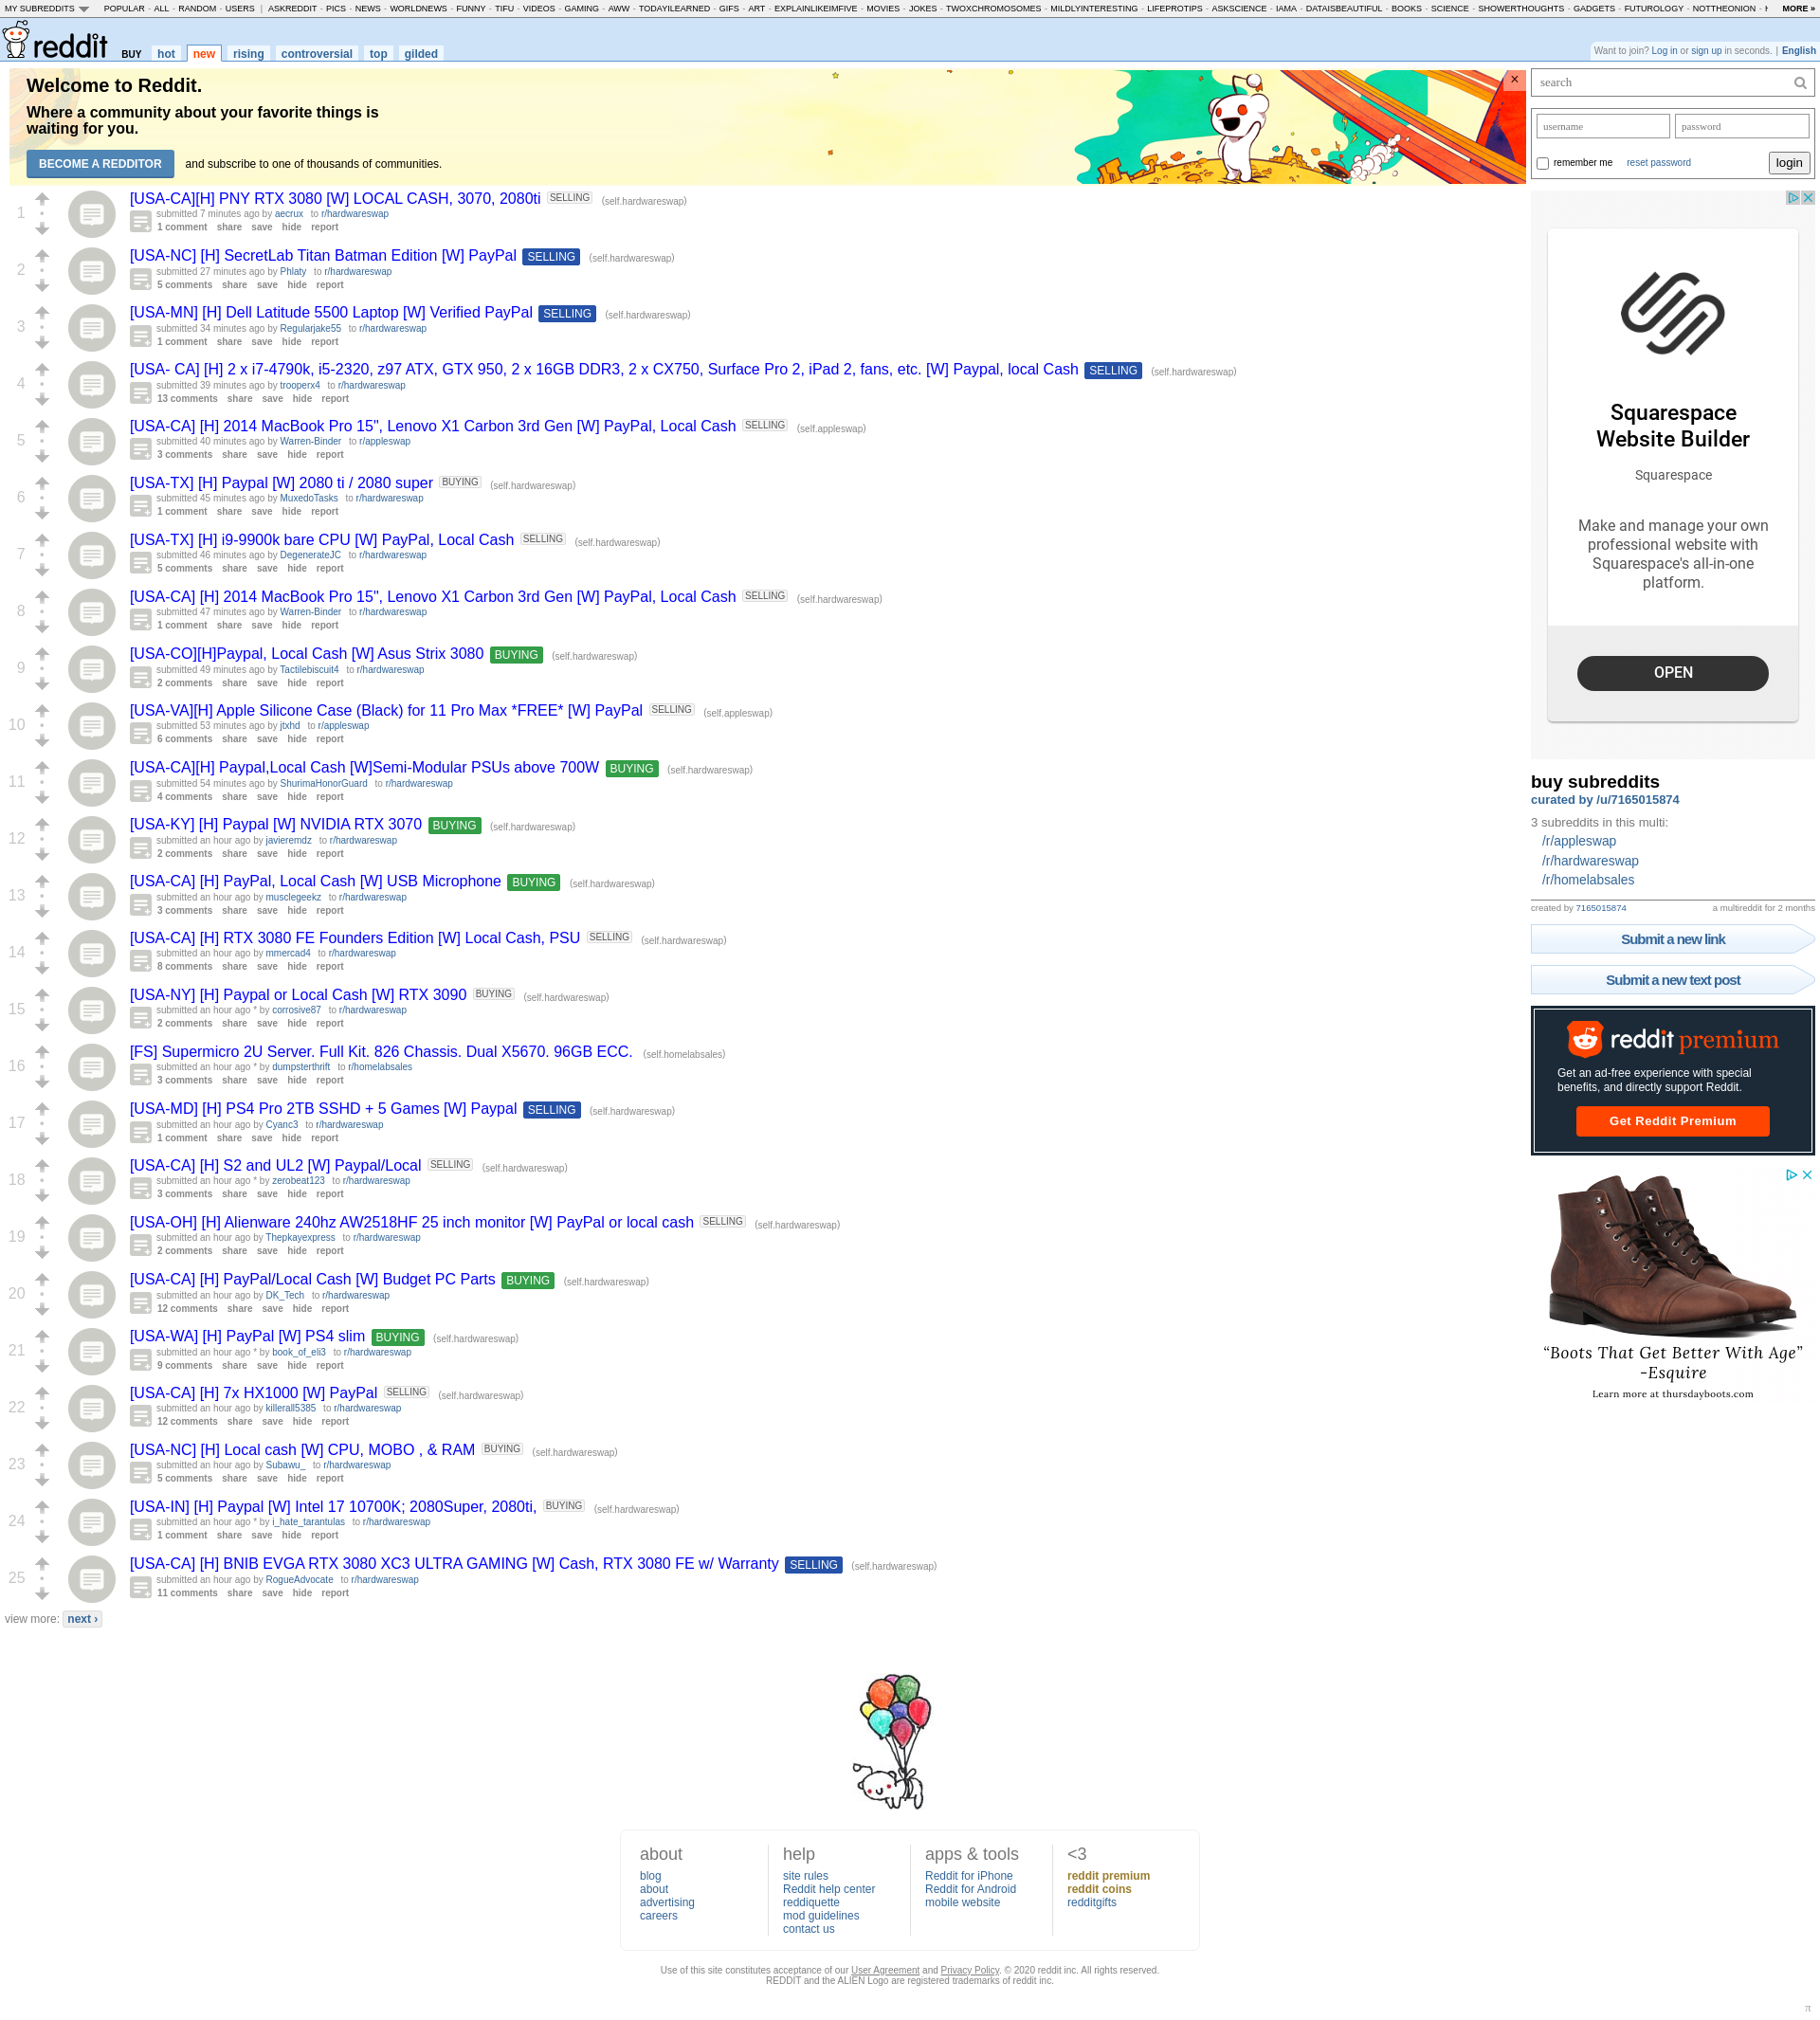 MY SUBREDDITS POPULAR - ALL - RANDOM - USERS | ASKREDDIT - PICS - NEWS - WORLDNEWS - FUNNY - TIFU - VIDEOS - GAMING - AWW - TODAYILEARNED - GIFS - ART - EXPLAINLIKEIMFIVE - MOVIES - JOKES - TWOXCHROMOSOMES - MILDLYINTERESTING - LIFEPROTIPS - ASKSCIENCE - IAMA - DATAISBEAUTIFUL - BOOKS - SCIENCE - SHOWERTHOUGHTS - GADGETS - FUTUROLOGY - NOTTHEONION - MORE »
reddit BUY hot new rising controversial top gilded
Want to join? Log in or sign up in seconds. | English
Welcome to Reddit.
Where a community about your favorite things is
waiting for you.
BECOME A REDDITOR and subscribe to one of thousands of communities.
×
1
[USA-CA][H] PNY RTX 3080 [W] LOCAL CASH, 3070, 2080ti SELLING (self.hardwareswap)
submitted 7 minutes ago by aecrux to r/hardwareswap
1 comment share save hide report
2
[USA-NC] [H] SecretLab Titan Batman Edition [W] PayPal SELLING (self.hardwareswap)
submitted 27 minutes ago by Phlaty to r/hardwareswap
5 comments share save hide report
3
[USA-MN] [H] Dell Latitude 5500 Laptop [W] Verified PayPal SELLING (self.hardwareswap)
submitted 34 minutes ago by Regularjake55 to r/hardwareswap
1 comment share save hide report
4
[USA- CA] [H] 2 x i7-4790k, i5-2320, z97 ATX, GTX 950, 2 x 16GB DDR3, 2 x CX750, Surface Pro 2, iPad 2, fans, etc. [W] Paypal, local Cash SELLING (self.hardwareswap)
submitted 39 minutes ago by trooperx4 to r/hardwareswap
13 comments share save hide report
5
[USA-CA] [H] 2014 MacBook Pro 15", Lenovo X1 Carbon 3rd Gen [W] PayPal, Local Cash SELLING (self.appleswap)
submitted 40 minutes ago by Warren-Binder to r/appleswap
3 comments share save hide report
6
[USA-TX] [H] Paypal [W] 2080 ti / 2080 super BUYING (self.hardwareswap)
submitted 45 minutes ago by MuxedoTasks to r/hardwareswap
1 comment share save hide report
7
[USA-TX] [H] i9-9900k bare CPU [W] PayPal, Local Cash SELLING (self.hardwareswap)
submitted 46 minutes ago by DegenerateJC to r/hardwareswap
5 comments share save hide report
8
[USA-CA] [H] 2014 MacBook Pro 15", Lenovo X1 Carbon 3rd Gen [W] PayPal, Local Cash SELLING (self.hardwareswap)
submitted 47 minutes ago by Warren-Binder to r/hardwareswap
1 comment share save hide report
9
[USA-CO][H]Paypal, Local Cash [W] Asus Strix 3080 BUYING (self.hardwareswap)
submitted 49 minutes ago by Tactilebiscuit4 to r/hardwareswap
2 comments share save hide report
10
[USA-VA][H] Apple Silicone Case (Black) for 11 Pro Max *FREE* [W] PayPal SELLING (self.appleswap)
submitted 53 minutes ago by jtxhd to r/appleswap
6 comments share save hide report
11
[USA-CA][H] Paypal,Local Cash [W]Semi-Modular PSUs above 700W BUYING (self.hardwareswap)
submitted 54 minutes ago by ShurimaHonorGuard to r/hardwareswap
4 comments share save hide report
12
[USA-KY] [H] Paypal [W] NVIDIA RTX 3070 BUYING (self.hardwareswap)
submitted an hour ago by javieremdz to r/hardwareswap
2 comments share save hide report
13
[USA-CA] [H] PayPal, Local Cash [W] USB Microphone BUYING (self.hardwareswap)
submitted an hour ago by musclegeekz to r/hardwareswap
3 comments share save hide report
14
[USA-CA] [H] RTX 3080 FE Founders Edition [W] Local Cash, PSU SELLING (self.hardwareswap)
submitted an hour ago by mmercad4 to r/hardwareswap
8 comments share save hide report
15
[USA-NY] [H] Paypal or Local Cash [W] RTX 3090 BUYING (self.hardwareswap)
submitted an hour ago * by corrosive87 to r/hardwareswap
2 comments share save hide report
16
[FS] Supermicro 2U Server. Full Kit. 826 Chassis. Dual X5670. 96GB ECC. (self.homelabsales)
submitted an hour ago * by dumpsterthrift to r/homelabsales
3 comments share save hide report
17
[USA-MD] [H] PS4 Pro 2TB SSHD + 5 Games [W] Paypal SELLING (self.hardwareswap)
submitted an hour ago by Cyanc3 to r/hardwareswap
1 comment share save hide report
18
[USA-CA] [H] S2 and UL2 [W] Paypal/Local SELLING (self.hardwareswap)
submitted an hour ago * by zerobeat123 to r/hardwareswap
3 comments share save hide report
19
[USA-OH] [H] Alienware 240hz AW2518HF 25 inch monitor [W] PayPal or local cash SELLING (self.hardwareswap)
submitted an hour ago by Thepkayexpress to r/hardwareswap
2 comments share save hide report
20
[USA-CA] [H] PayPal/Local Cash [W] Budget PC Parts BUYING (self.hardwareswap)
submitted an hour ago by DK_Tech to r/hardwareswap
12 comments share save hide report
21
[USA-WA] [H] PayPal [W] PS4 slim BUYING (self.hardwareswap)
submitted an hour ago * by book_of_eli3 to r/hardwareswap
9 comments share save hide report
22
[USA-CA] [H] 7x HX1000 [W] PayPal SELLING (self.hardwareswap)
submitted an hour ago by killerall5385 to r/hardwareswap
12 comments share save hide report
23
[USA-NC] [H] Local cash [W] CPU, MOBO , & RAM BUYING (self.hardwareswap)
submitted an hour ago by Subawu_ to r/hardwareswap
5 comments share save hide report
24
[USA-IN] [H] Paypal [W] Intel 17 10700K; 2080Super, 2080ti, BUYING (self.hardwareswap)
submitted an hour ago * by i_hate_tarantulas to r/hardwareswap
1 comment share save hide report
25
[USA-CA] [H] BNIB EVGA RTX 3080 XC3 ULTRA GAMING [W] Cash, RTX 3080 FE w/ Warranty SELLING (self.hardwareswap)
submitted an hour ago by RogueAdvocate to r/hardwareswap
11 comments share save hide report
view more: next ›
search
username password
remember me reset password login
Squarespace
Website Builder
Squarespace
Make and manage your own
professional website with
Squarespace's all-in-one
platform.
OPEN
buy subreddits
curated by /u/7165015874
3 subreddits in this multi:
/r/appleswap
/r/hardwareswap
/r/homelabsales
created by 7165015874 a multireddit for 2 months
Submit a new link
Submit a new text post
reddit premium
Get an ad-free experience with special
benefits, and directly support Reddit.
Get Reddit Premium
“Boots That Get Better With Age”
-Esquire
Learn more at thursdayboots.com
about
blog
about
advertising
careers
help
site rules
Reddit help center
reddiquette
mod guidelines
contact us
apps & tools
Reddit for iPhone
Reddit for Android
mobile website
<3
reddit premium
reddit coins
redditgifts
Use of this site constitutes acceptance of our User Agreement and Privacy Policy. © 2020 reddit inc. All rights reserved.
REDDIT and the ALIEN Logo are registered trademarks of reddit inc.
π